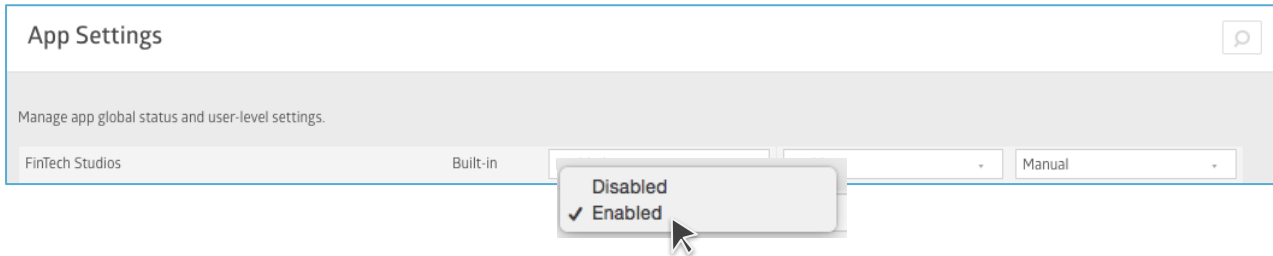 App Settings
Manage app global status and user-level settings.
FinTech Studios Built-in Manual
Disabled
✓ Enabled